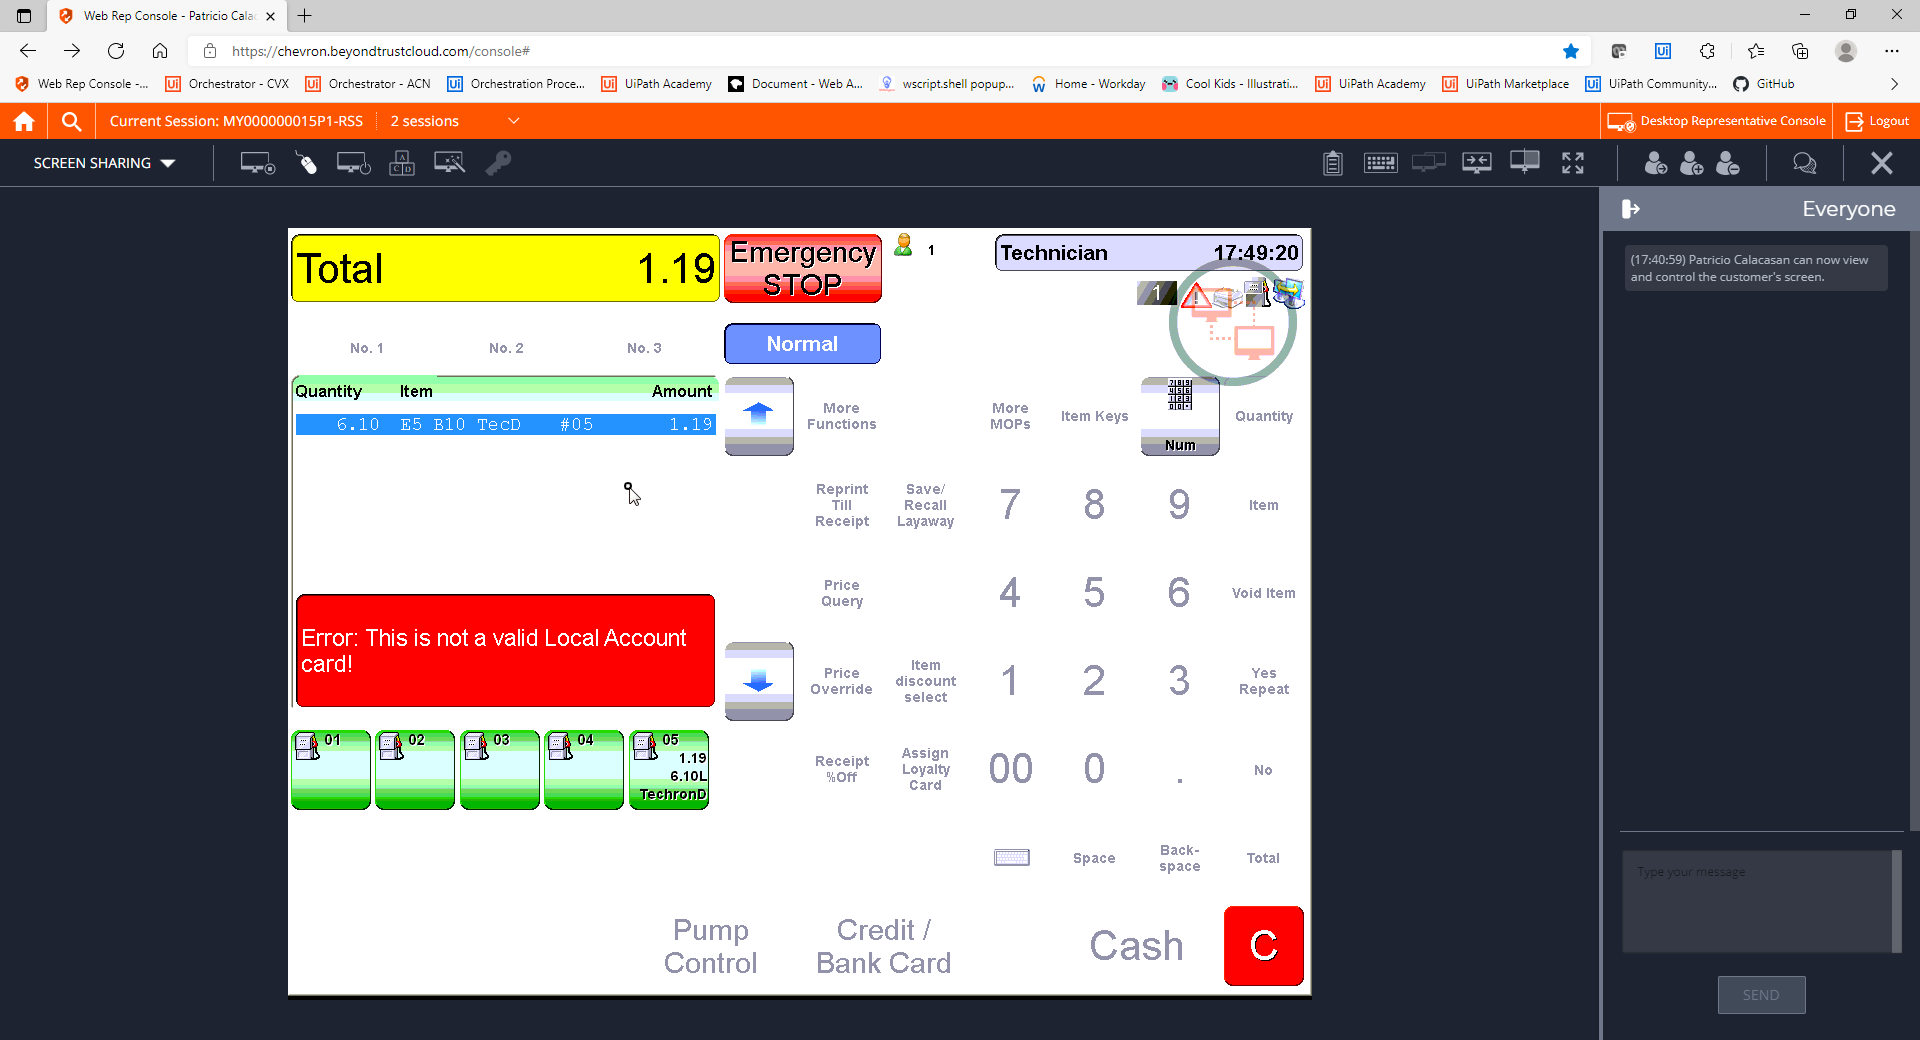 Web Rep Console - Patricio Cala
https://chevron.beyondtrustcloud.com/console#
Web Rep Console -...
Orchestrator - CVX
Orchestrator - ACN
Orchestration Proce...
UiPath Academy
Document - Web A...
wscript.shell popup...
Home - Workday
Cool Kids - Illustrati...
UiPath Academy
UiPath Marketplace
UiPath Community...
GitHub
Current Session: MY000000015P1-RSS
2 sessions
Desktop Representative Console
Logout
SCREEN SHARING
Everyone
(17:40:59) Patricio Calacasan can now view
and control the customer's screen.
Total 1.19
Emergency
STOP
1
Technician 17:49:20
1
No. 1 No. 2 No. 3
Normal
Quantity Item Amount
6.10 E5 B10 TecD #05 1.19
More
Functions
More
MOPs
Item Keys
Num
Quantity
Reprint
Till
Receipt
Save/
Recall
Layaway
7 8 9
Item
Price
Query
4 5 6
Void Item
Error: This is not a valid Local Account
card!
Price
Override
Item
discount
select
1 2 3
Yes
Repeat
01
02
03
04
05
1.19
6.10L
TechronD
Receipt
%Off
Assign
Loyalty
Card
00 0 .
No
Space
Back-
space
Total
Pump
Control
Credit /
Bank Card
Cash
C
Type your message
SEND